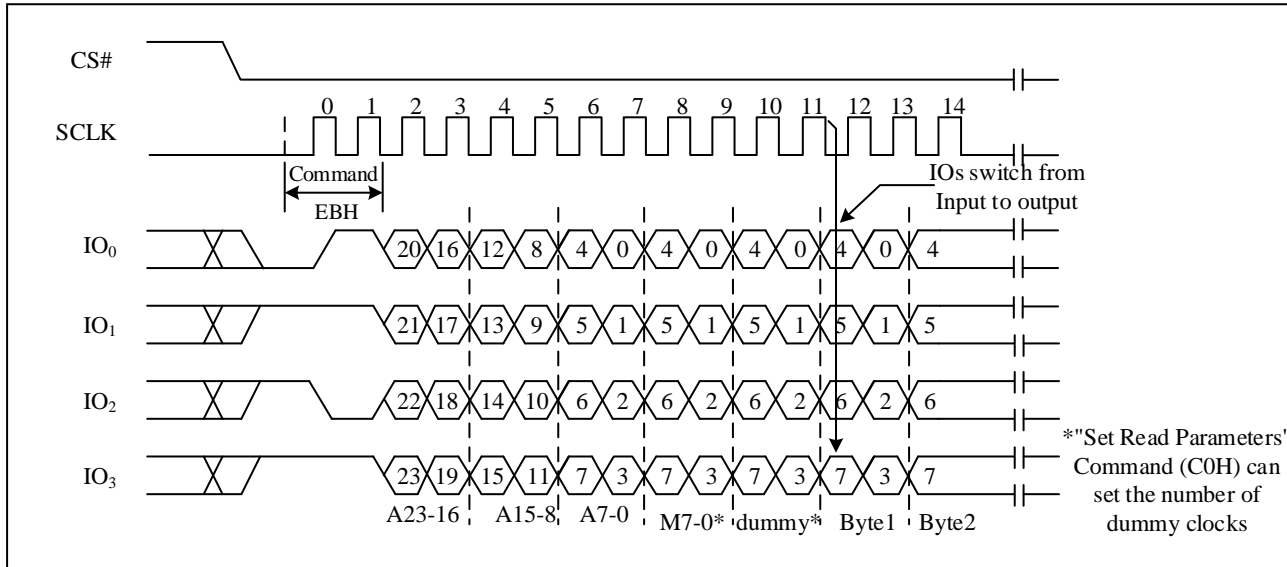 CS#
0 1 2 3 4 5 6 7 8 9 10 11 12 13 14
SCLK
Command
IOs switch from
Input to output
EBH
IO0 20 16 12 8 4 0 4 0 4 0 4 0 4
IO1 21 17 13 9 5 1 5 1 5 1 5 1 5
IO2 22 18 14 10 6 2 6 2 6 2 6 2 6
IO3 23 19 15 11 7 3 7 3 7 3 7 3 7
A23-16 A15-8 A7-0 M7-0* dummy* Byte1 Byte2
*"Set Read Parameters"
Command (C0H) can
set the number of
dummy clocks